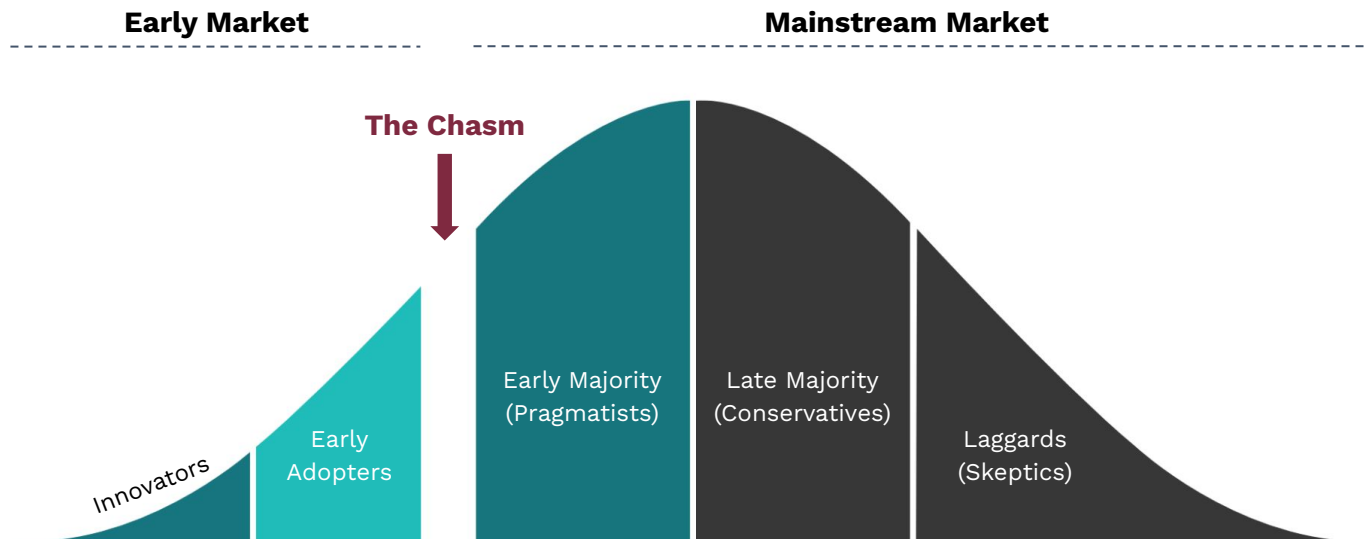 Early Market
Mainstream Market
The Chasm
Innovators
Early
Adopters
Early Majority
(Pragmatists)
Late Majority
(Conservatives)
Laggards
(Skeptics)